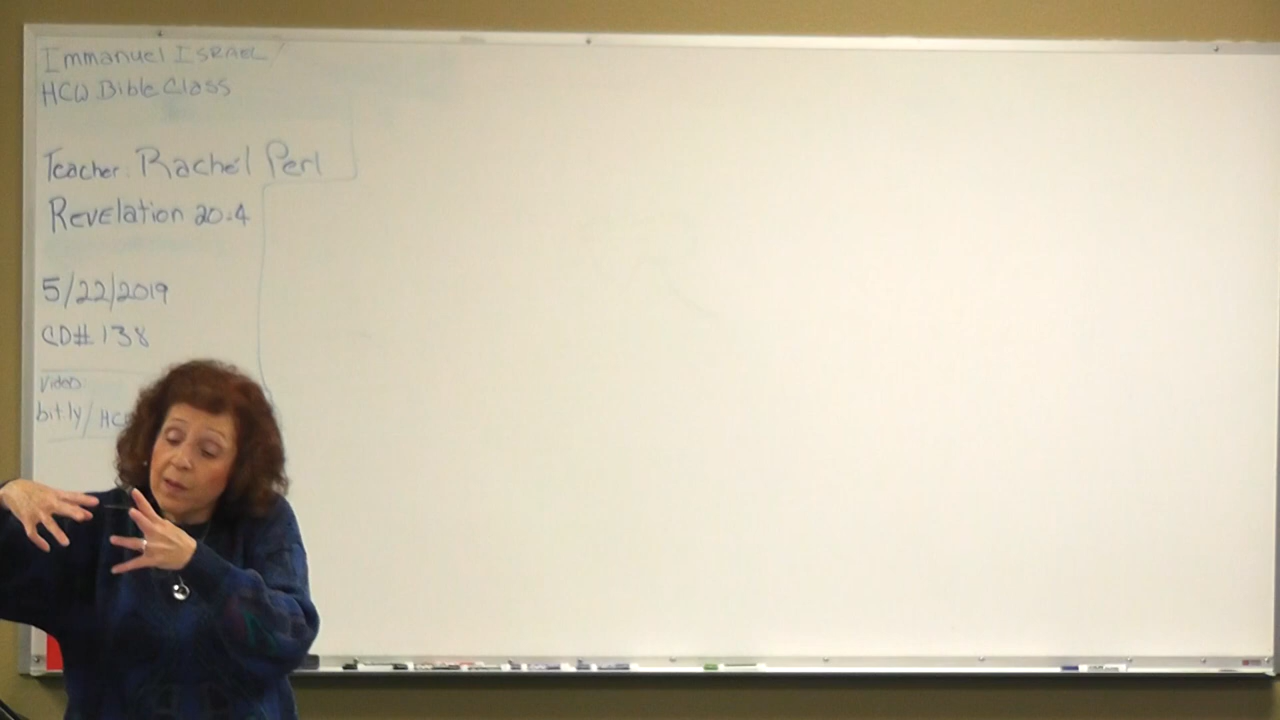 Immanuel ISRAEL
HCW Bible Class
Teacher: Rachel Perl
Revelation 20:4
5/22/2019
CD# 138
Video:
bit.ly/HC